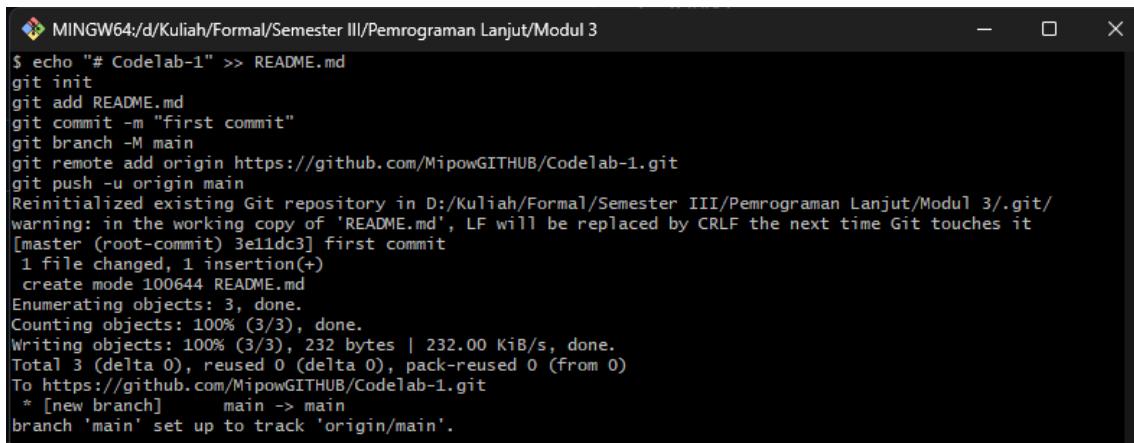 MINGW64:/d/Kuliah/Formal/Semester III/Pemrograman Lanjut/Modul 3
$ echo "# Codelab-1" >> README.md
git init
git add README.md
git commit -m "first commit"
git branch -M main
git remote add origin https://github.com/MipowGITHUB/Codelab-1.git
git push -u origin main
Reinitialized existing Git repository in D:/Kuliah/Formal/Semester III/Pemrograman Lanjut/Modul 3/.git/
warning: in the working copy of 'README.md', LF will be replaced by CRLF the next time Git touches it
[master (root-commit) 3e11dc3] first commit
 1 file changed, 1 insertion(+)
 create mode 100644 README.md
Enumerating objects: 3, done.
Counting objects: 100% (3/3), done.
Writing objects: 100% (3/3), 232 bytes | 232.00 KiB/s, done.
Total 3 (delta 0), reused 0 (delta 0), pack-reused 0 (from 0)
To https://github.com/MipowGITHUB/Codelab-1.git
 * [new branch]      main -> main
branch 'main' set up to track 'origin/main'.